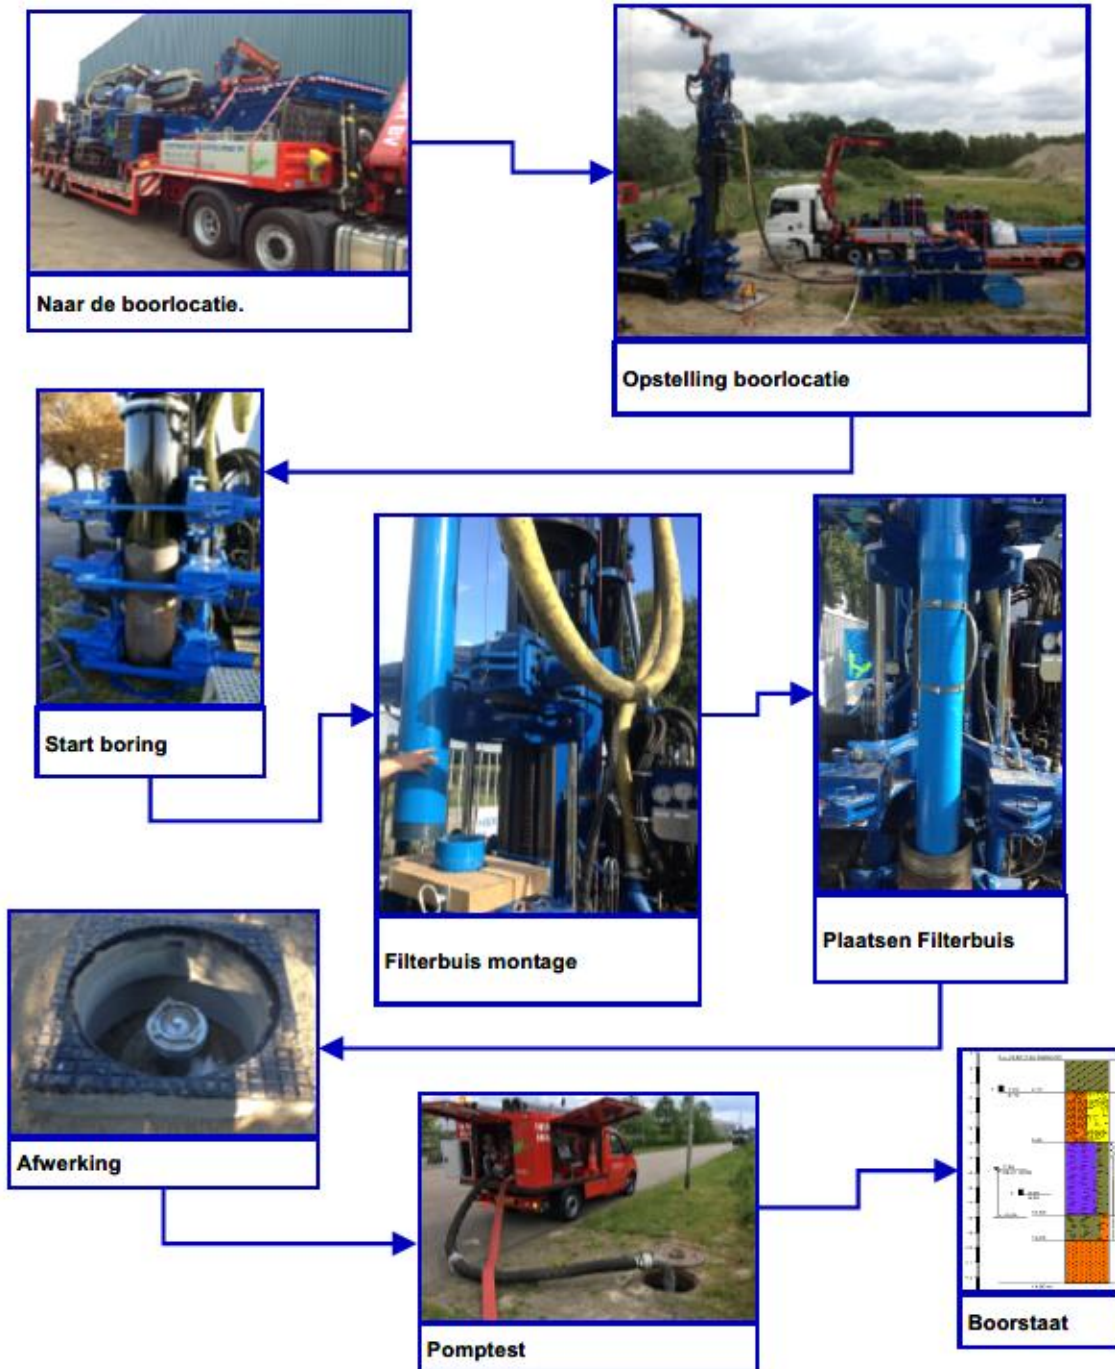 Naar de boorlocatie.
Opstelling boorlocatie
Start boring
Filterbuis montage
Plaatsen Filterbuis
Afwerking
Pomptest
Boorstaat